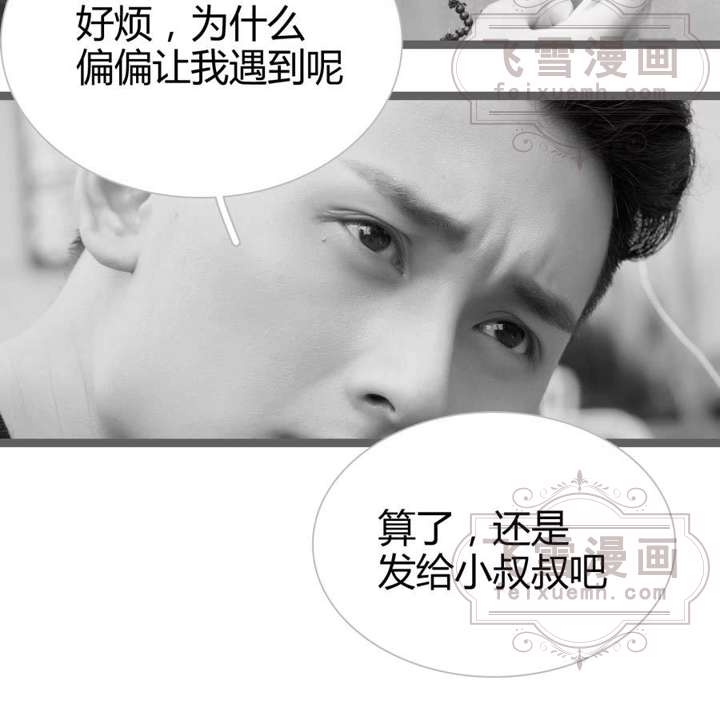 好烦，为什么
偏偏让我遇到呢
飞雪漫画
feixuemh.com
算了，还是
发给小叔叔吧
飞雪漫画
feixuemh.com